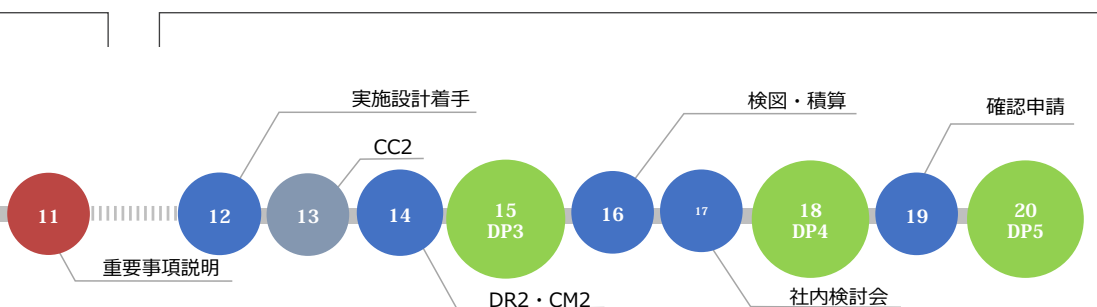 実施設計着手
検図・積算
確認申請
CC2
11
12
13
14
15
DP3
16
17
18
DP4
19
20
DP5
重要事項説明
DR2・CM2
社内検討会